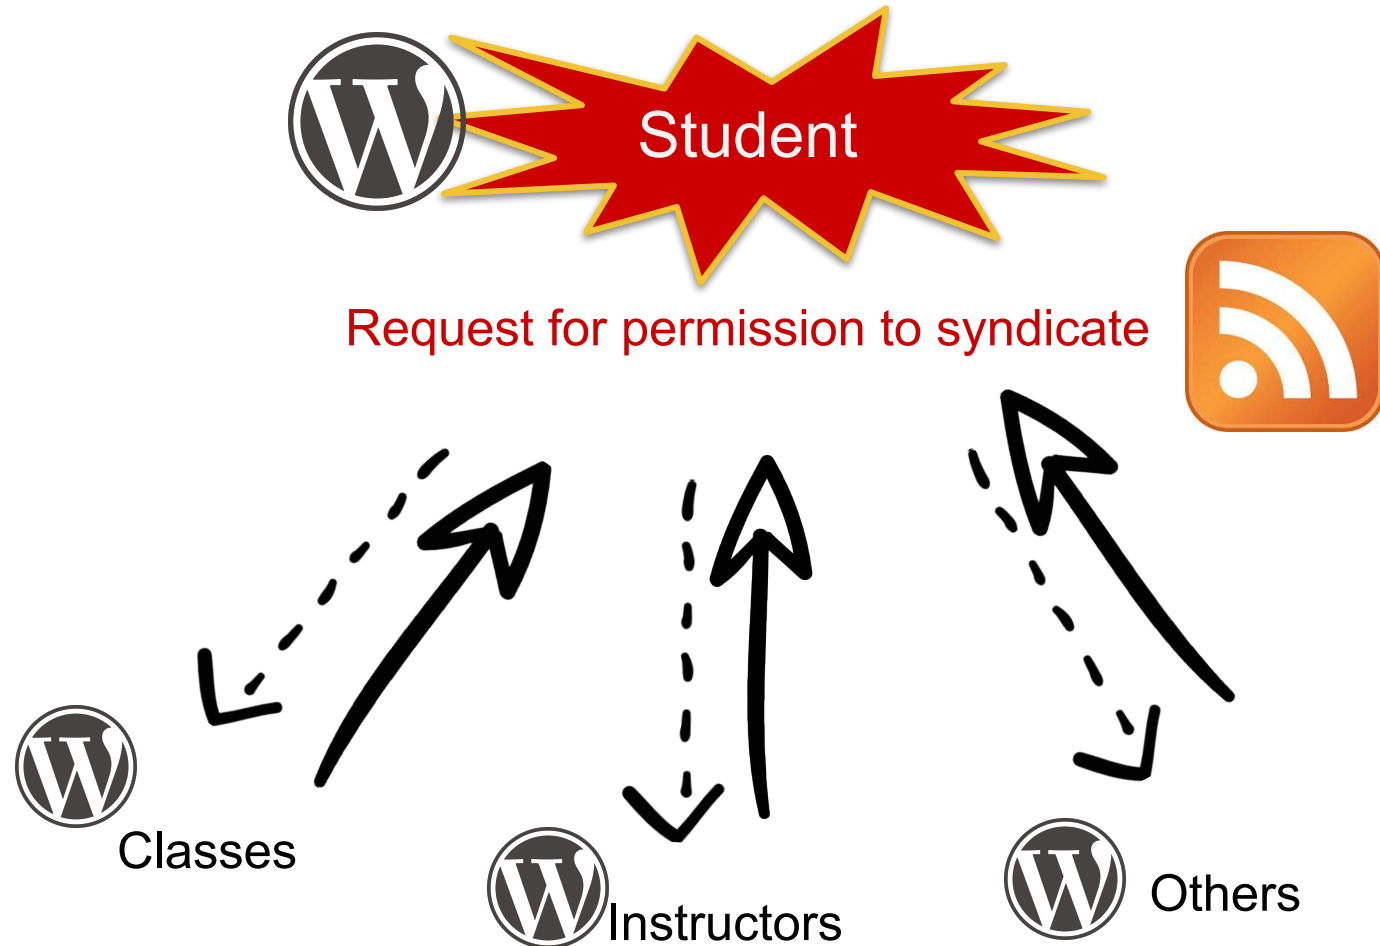 Student
Request for permission to syndicate
Classes
Instructors
Others